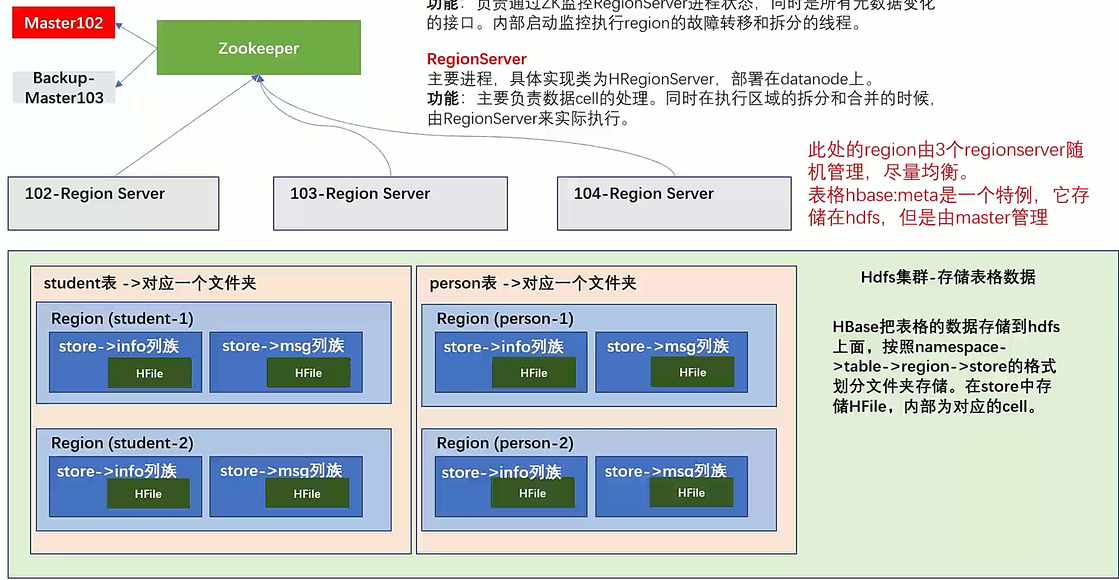 Master102
Backup-
Master103
Zookeeper
功能：负责通过ZK监控RegionServer进程状态，同时是所有元数据变化
的接口。内部启动监控执行region的故障转移和拆分的线程。
RegionServer
主要进程，具体实现类为HRegionServer，部署在datanode上。
功能：主要负责数据cell的处理。同时在执行区域的拆分和合并的时候，
由RegionServer来实际执行。
此处的region由3个regionserver随
机管理，尽量均衡。
表格hbase:meta是一个特例，它存
储在hdfs，但是由master管理
102-Region Server
103-Region Server
104-Region Server
student表 ->对应一个文件夹
Region (student-1)
store->info列族
HFile
store->msg列族
HFile
Region (student-2)
store->info列族
HFile
store->msg列族
HFile
person表 ->对应一个文件夹
Region (person-1)
store->info列族
HFile
store->msg列族
HFile
Region (person-2)
store->info列族
HFile
store->msg列族
HFile
Hdfs集群-存储表格数据
HBase把表格的数据存储到hdfs
上面，按照namespace-
>table->region->store的格式
划分文件夹存储。在store中存
储HFile，内部为对应的cell。